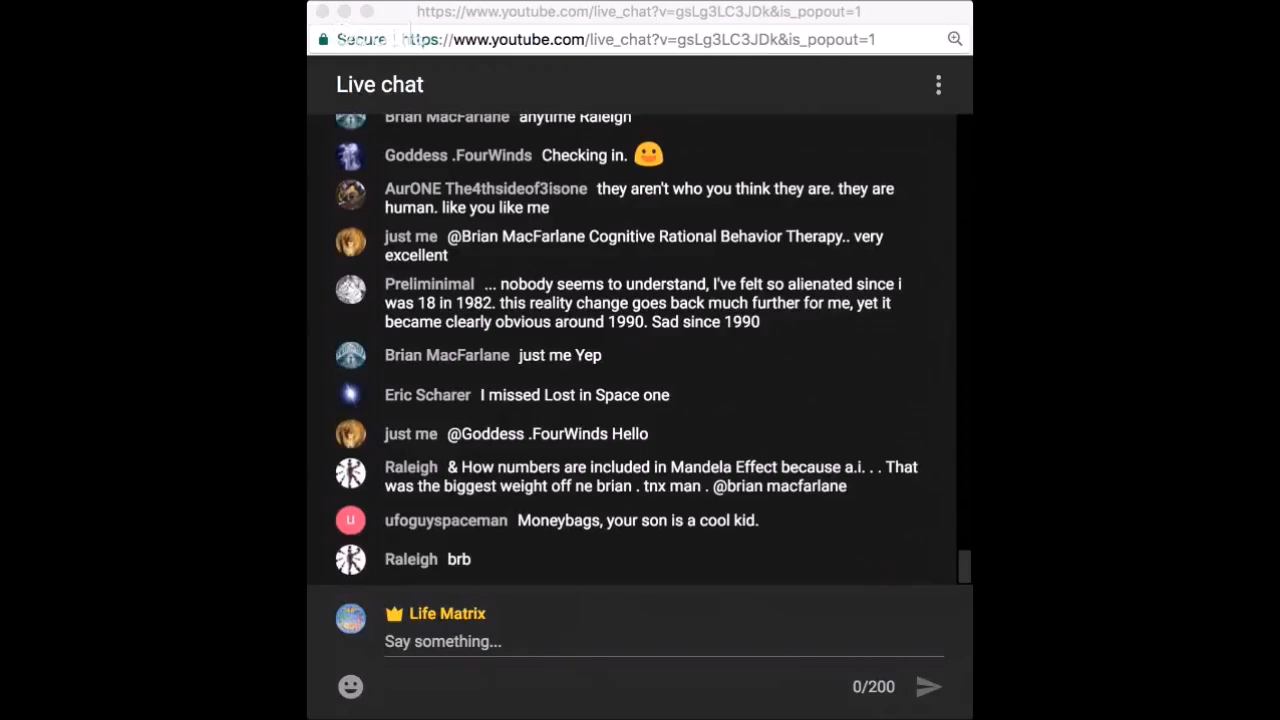 https://www.youtube.com/live_chat?v=gsLg3LC3JDk&is_popout=1
Secure https://www.youtube.com/live_chat?v=gsLg3LC3JDk&is_popout=1
Live chat
Brian MacFarlane anytime Raleigh
Goddess .FourWinds Checking in.
AurONE The4thsideof3isone they aren't who you think they are. they are
human. like you like me
just me @Brian MacFarlane Cognitive Rational Behavior Therapy.. very
excellent
Preliminimal ... nobody seems to understand, I've felt so alienated since i
was 18 in 1982. this reality change goes back much further for me, yet it
became clearly obvious around 1990. Sad since 1990
Brian MacFarlane just me Yep
Eric Scharer I missed Lost in Space one
just me @Goddess .FourWinds Hello
Raleigh & How numbers are included in Mandela Effect because a.i. . . That
was the biggest weight off ne brian . tnx man . @brian macfarlane
u
ufoguyspaceman Moneybags, your son is a cool kid.
Raleigh brb
Life Matrix
Say something...
0/200